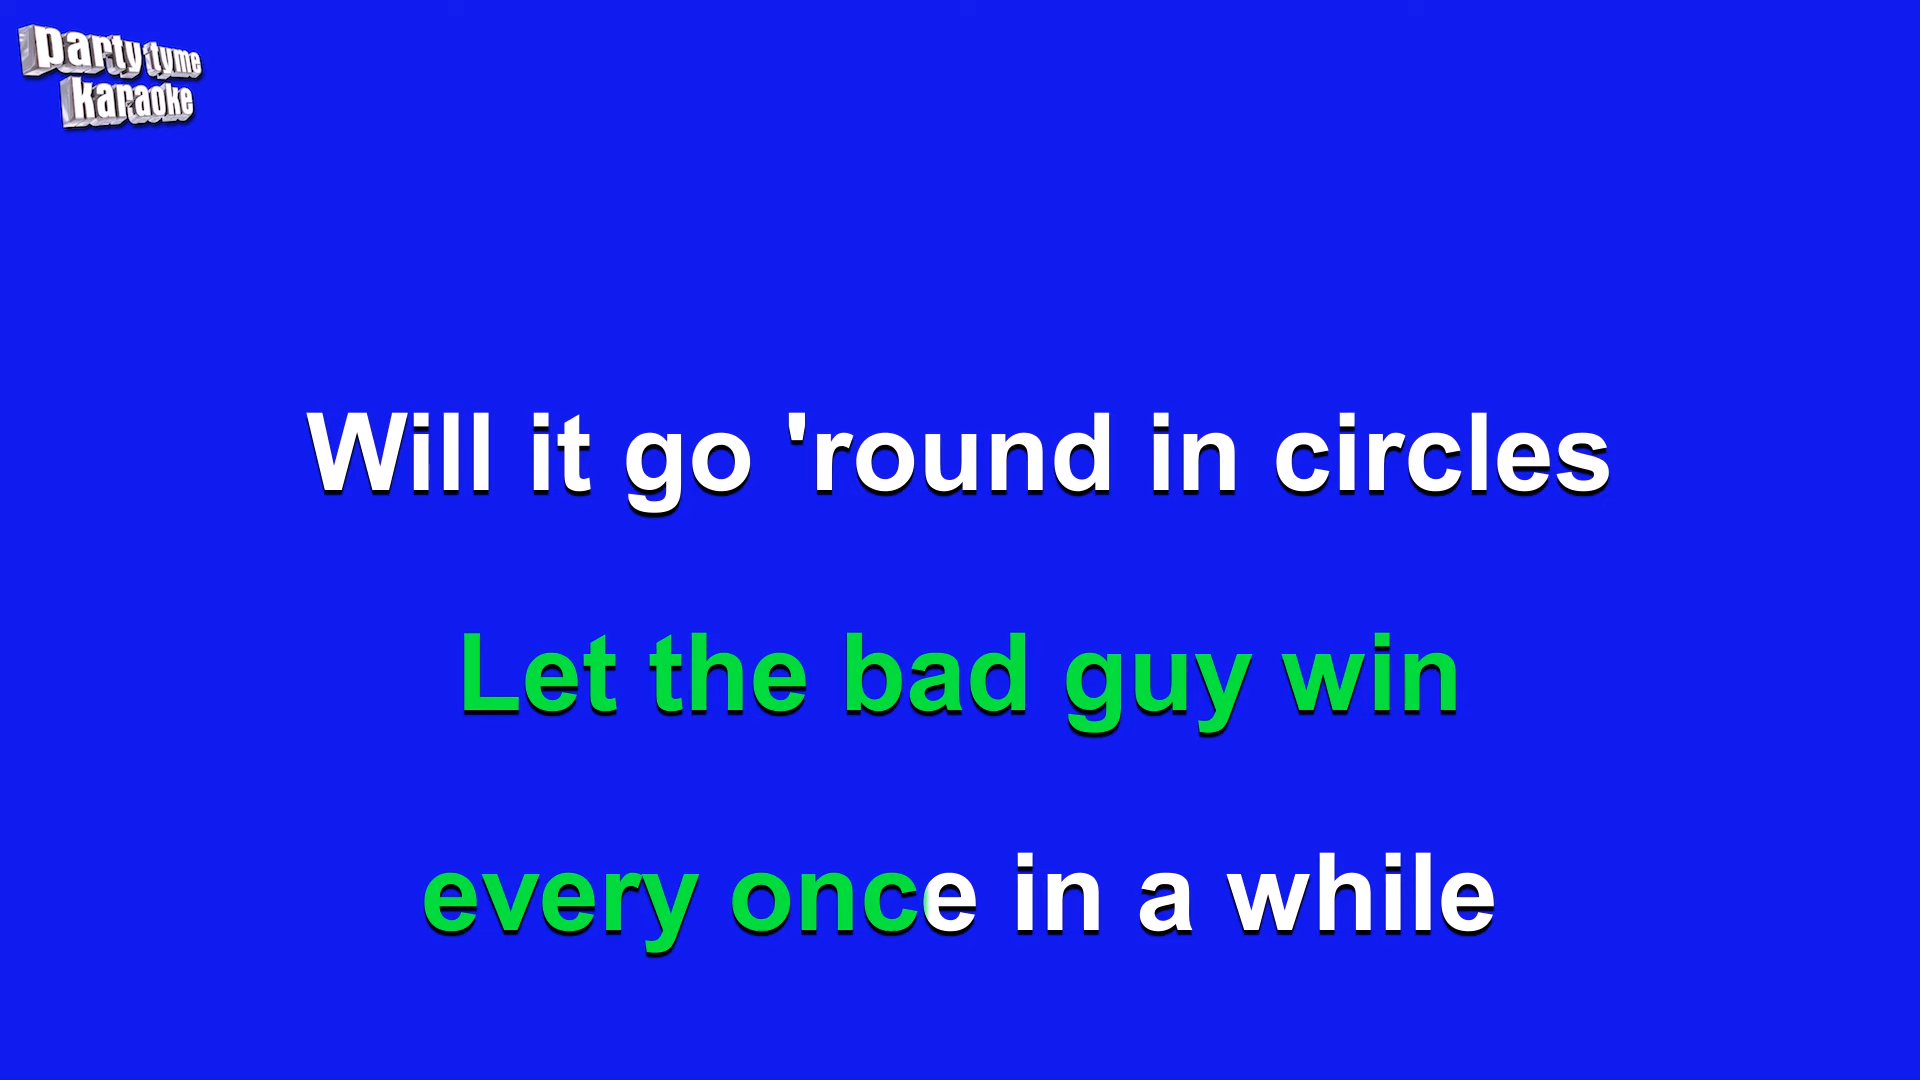 party tyme
karaoke
Will it go 'round in circles
Let the bad guy win
every once in a while